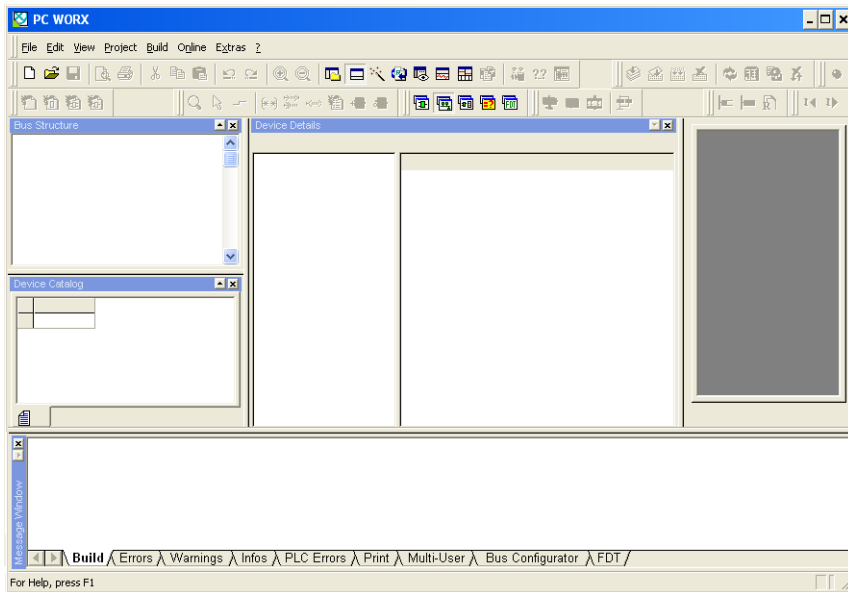 PC WORX
File Edit View Project Build Online Extras ?
Bus Structure
Device Details
Device Catalog
Message Window
Build Errors Warnings Infos PLC Errors Print Multi-User Bus Configurator FDT
For Help, press F1